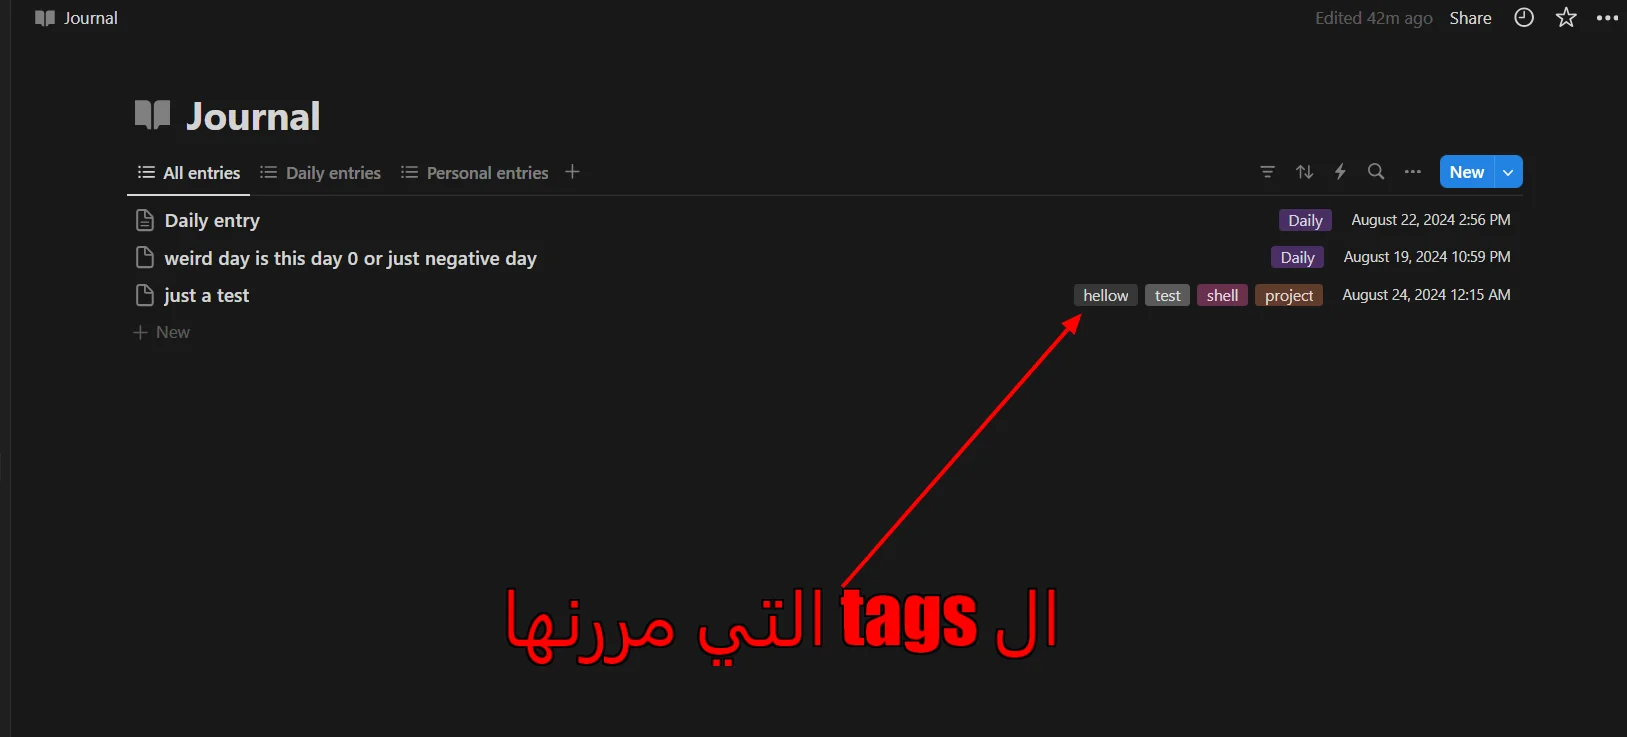 Journal
Edited 42m ago Share
Journal
All entries Daily entries Personal entries
New
Daily entry Daily August 22, 2024 2:56 PM
weird day is this day 0 or just negative day Daily August 19, 2024 10:59 PM
just a test hellow test shell project August 24, 2024 12:15 AM
+ New
ال tags التي مررنها